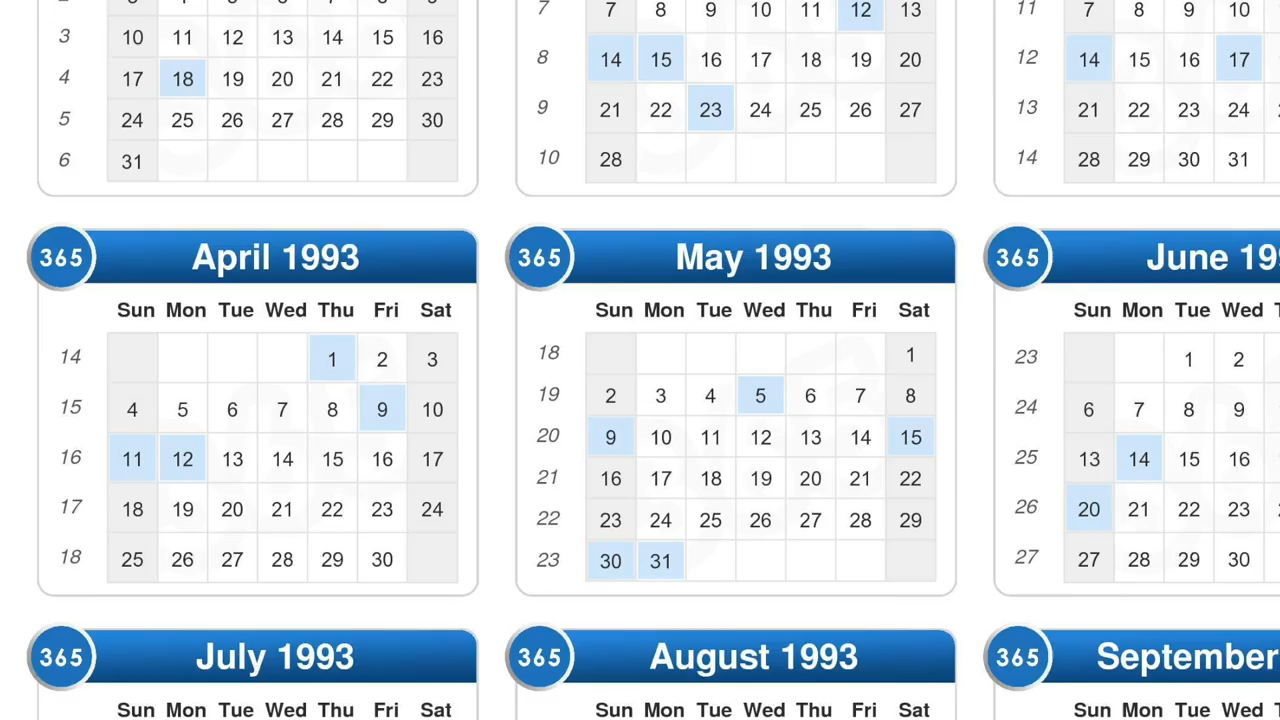 3 10 11 12 13 14 15 16
4 17 18 19 20 21 22 23
5 24 25 26 27 28 29 30
6 31
7 7 8 9 10 11 12 13
8 14 15 16 17 18 19 20
9 21 22 23 24 25 26 27
10 28
11 7 8 9 10
12 14 15 16 17
13 21 22 23 24
14 28 29 30 31
365 April 1993
Sun Mon Tue Wed Thu Fri Sat
14 1 2 3
15 4 5 6 7 8 9 10
16 11 12 13 14 15 16 17
17 18 19 20 21 22 23 24
18 25 26 27 28 29 30
365 May 1993
Sun Mon Tue Wed Thu Fri Sat
18 1
19 2 3 4 5 6 7 8
20 9 10 11 12 13 14 15
21 16 17 18 19 20 21 22
22 23 24 25 26 27 28 29
23 30 31
365 June 199
Sun Mon Tue Wed
23 1 2
24 6 7 8 9
25 13 14 15 16
26 20 21 22 23
27 27 28 29 30
365 July 1993
Sun Mon Tue Wed Thu Fri Sat
365 August 1993
Sun Mon Tue Wed Thu Fri Sat
365 September
Sun Mon Tue Wed